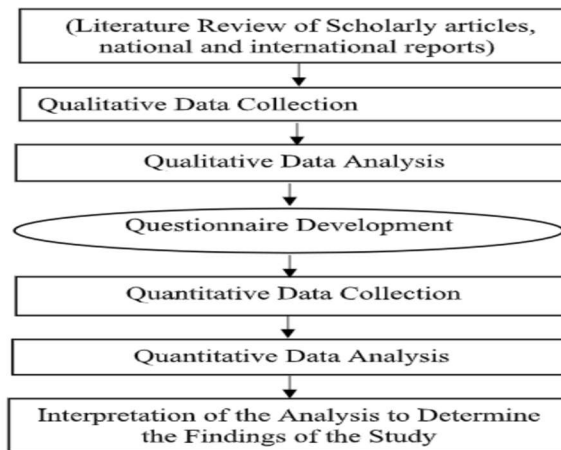 (Literature Review of Scholarly articles,
national and international reports)
Qualitative Data Collection
Qualitative Data Analysis
Questionnaire Development
Quantitative Data Collection
Quantitative Data Analysis
Interpretation of the Analysis to Determine
the Findings of the Study